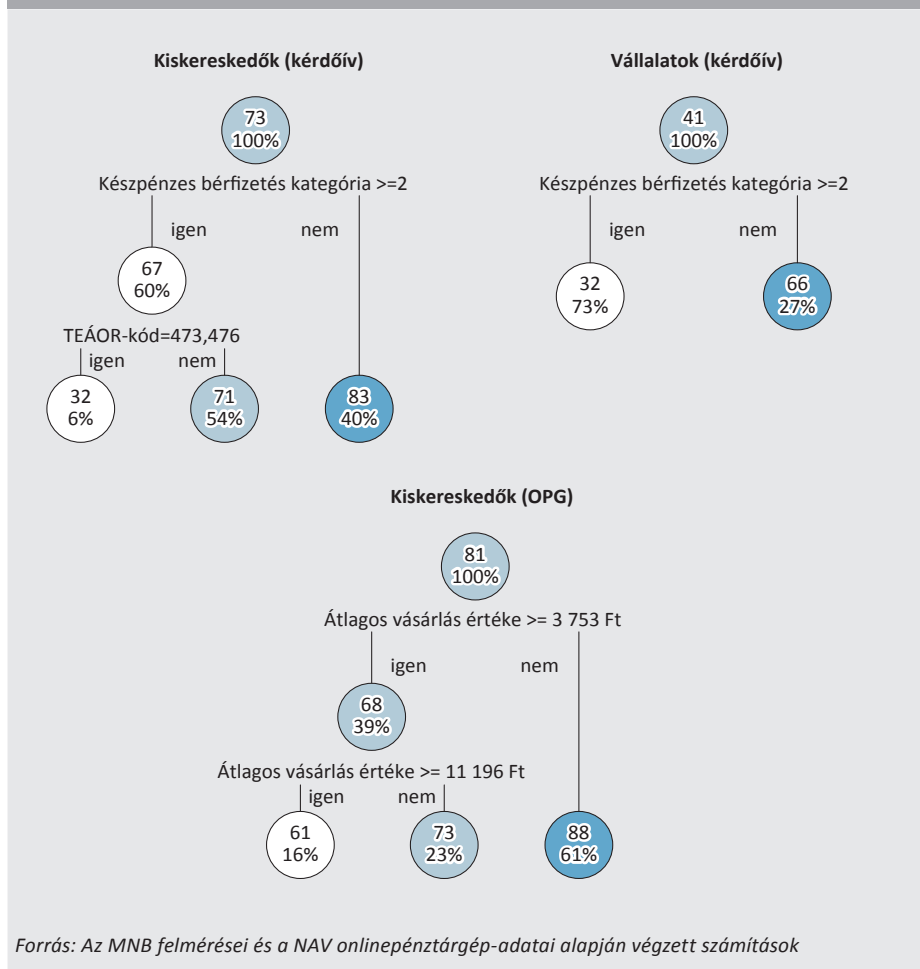 Kiskereskedők (kérdőív)
73
100%
Készpénzes bérfizetés kategória >=2
igen
nem
67
60%
TEÁOR-kód=473,476
igen
nem
32
6%
71
54%
83
40%
Vállalatok (kérdőív)
41
100%
Készpénzes bérfizetés kategória >=2
igen
nem
32
73%
66
27%
Kiskereskedők (OPG)
81
100%
Átlagos vásárlás értéke >= 3 753 Ft
igen
nem
68
39%
Átlagos vásárlás értéke >= 11 196 Ft
igen
nem
61
16%
73
23%
88
61%
Forrás: Az MNB felmérései és a NAV onlinepénztárgép-adatai alapján végzett számítások